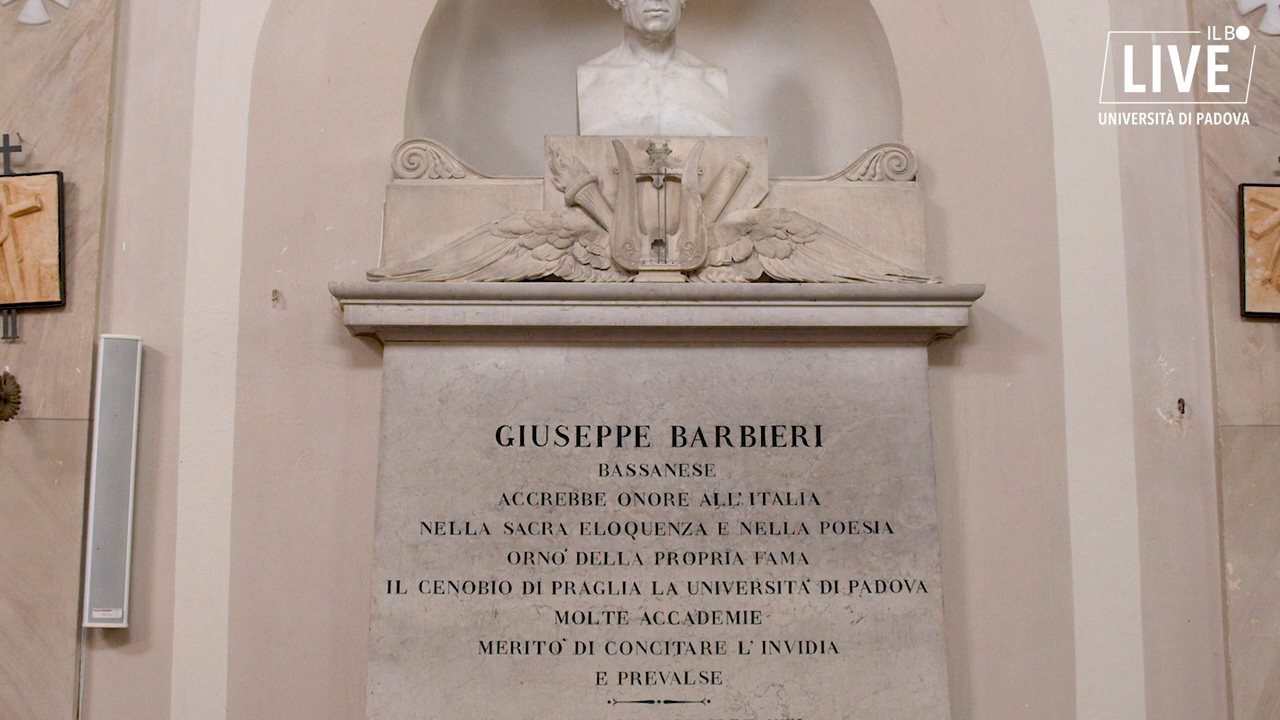 IL BO
LIVE
UNIVERSITÀ DI PADOVA
GIUSEPPE BARBIERI
BASSANESE
ACCREBBE ONORE ALL' ITALIA
NELLA SACRA ELOQUENZA E NELLA POESIA
ORNO' DELLA PROPRIA FAMA
IL CENOBIO DI PRAGLIA LA UNIVERSITA' DI PADOVA
MOLTE ACCADEMIE
MERITO' DI CONCITARE L' INVIDIA
E PREVALSE